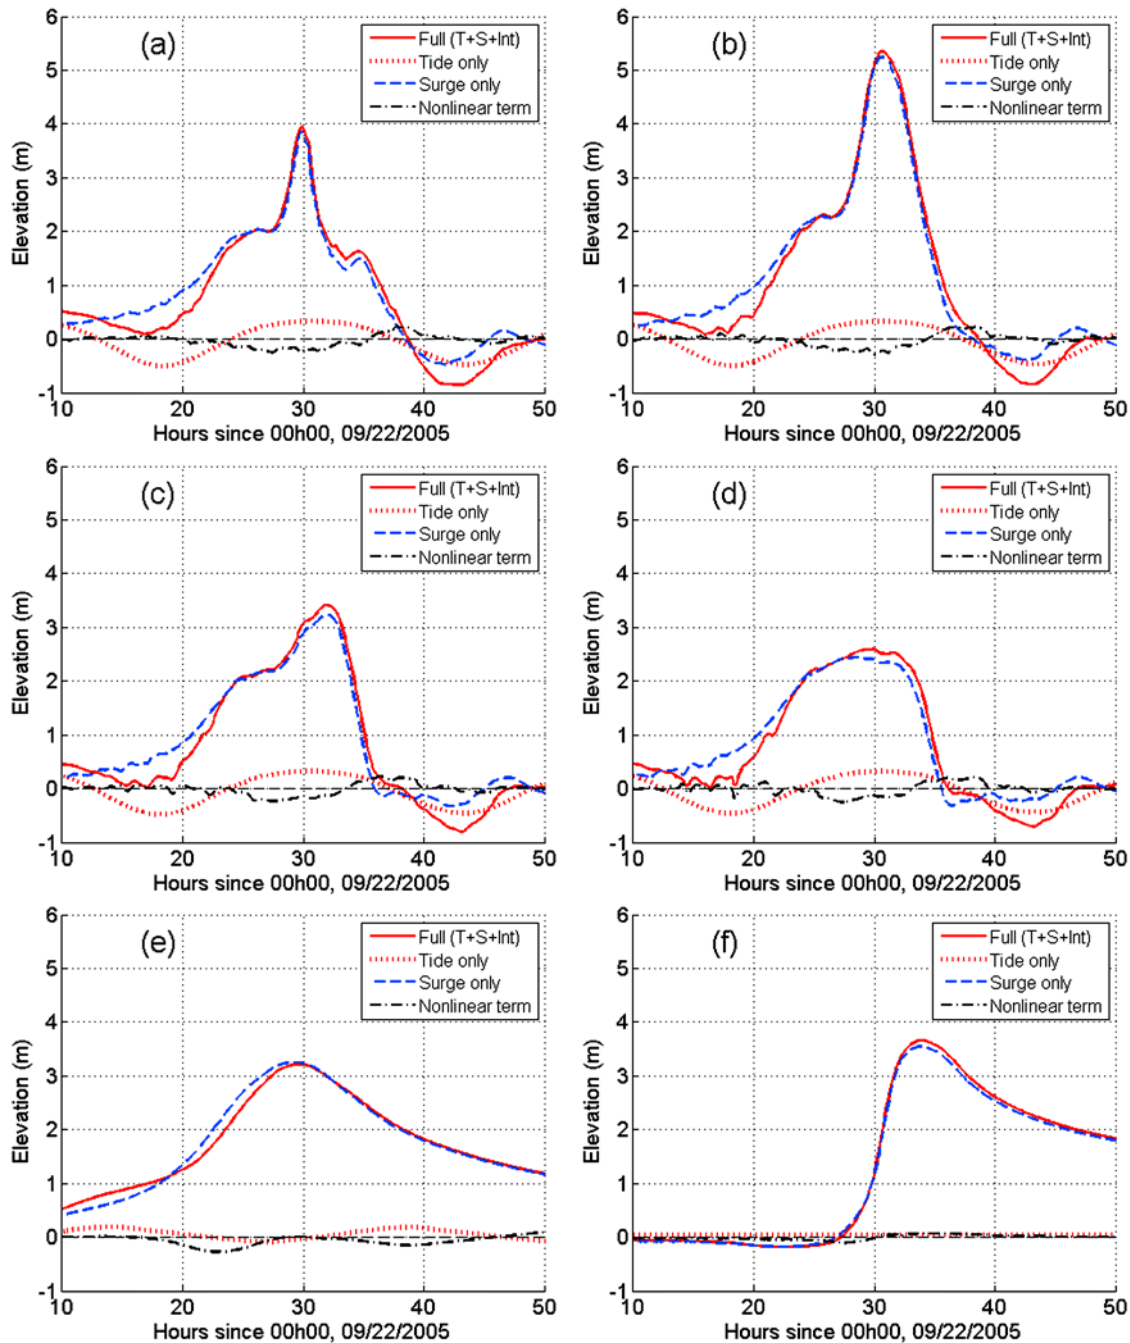 (a)
Full (T+S+Int)
Tide only
Surge only
Nonlinear term
Elevation (m)
6
5
4
3
2
1
0
-1
10 20 30 40 50
Hours since 00h00, 09/22/2005
(b)
Full (T+S+Int)
Tide only
Surge only
Nonlinear term
Elevation (m)
6
5
4
3
2
1
0
-1
10 20 30 40 50
Hours since 00h00, 09/22/2005
(c)
Full (T+S+Int)
Tide only
Surge only
Nonlinear term
Elevation (m)
6
5
4
3
2
1
0
-1
10 20 30 40 50
Hours since 00h00, 09/22/2005
(d)
Full (T+S+Int)
Tide only
Surge only
Nonlinear term
Elevation (m)
6
5
4
3
2
1
0
-1
10 20 30 40 50
Hours since 00h00, 09/22/2005
(e)
Full (T+S+Int)
Tide only
Surge only
Nonlinear term
Elevation (m)
6
5
4
3
2
1
0
-1
10 20 30 40 50
Hours since 00h00, 09/22/2005
(f)
Full (T+S+Int)
Tide only
Surge only
Nonlinear term
Elevation (m)
6
5
4
3
2
1
0
-1
10 20 30 40 50
Hours since 00h00, 09/22/2005